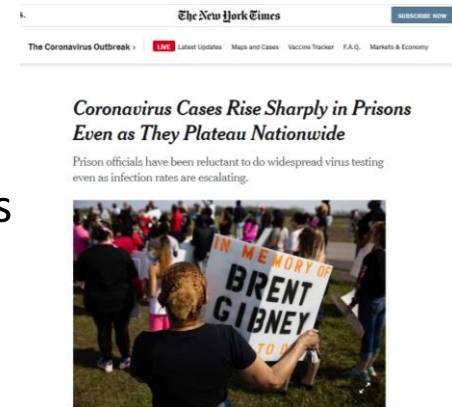 s.
The New York Times
SUBSCRIBE NOW
The Coronavirus Outbreak ›
LIVE Latest Updates Maps and Cases Vaccine Tracker F.A.Q. Markets & Economy
Coronavirus Cases Rise Sharply in Prisons
Even as They Plateau Nationwide
Prison officials have been reluctant to do widespread virus testing
even as infection rates are escalating.
s
IN MEMORY OF
BRENT
GIBNEY